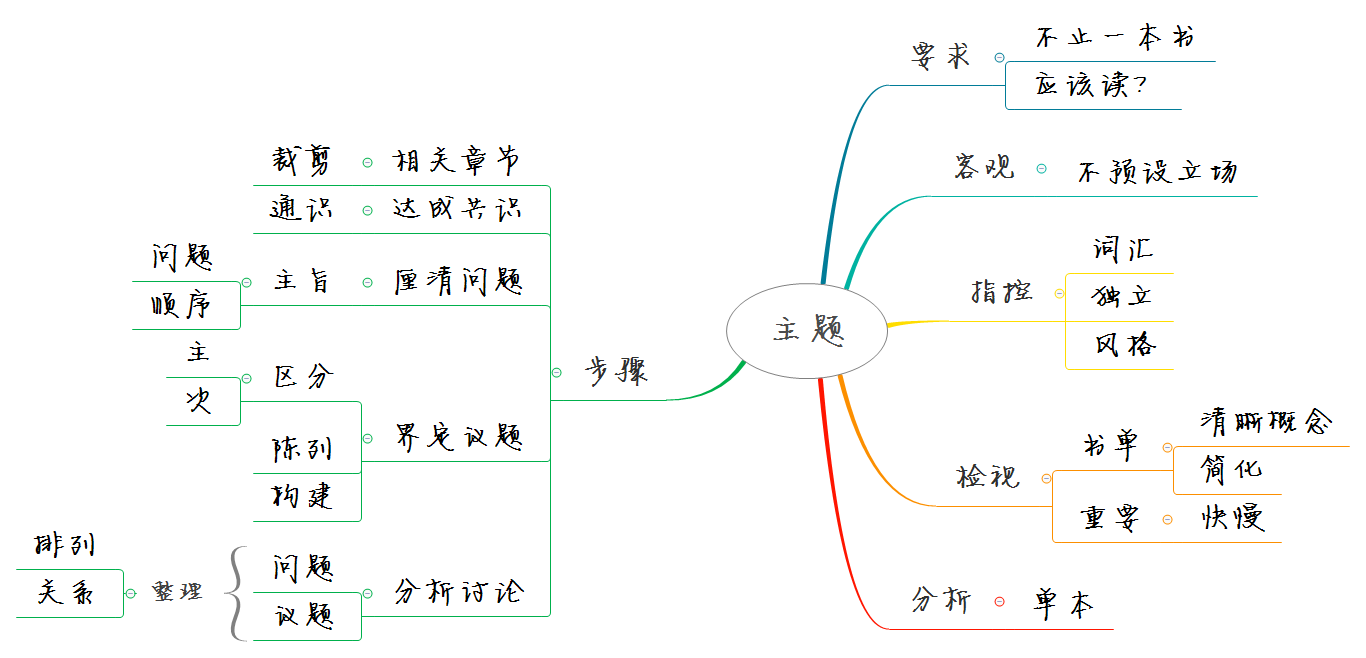 主题
要求
不止一本书
应该读?
客观
不预设立场
指控
词汇
独立
风格
检视
书单
清晰概念
简化
重要
快慢
分析
单本
步骤
相关章节
裁剪
达成共识
通识
厘清问题
主旨
问题
顺序
界定议题
区分
主
次
陈列
构建
分析讨论
问题
议题
整理
排列
关系